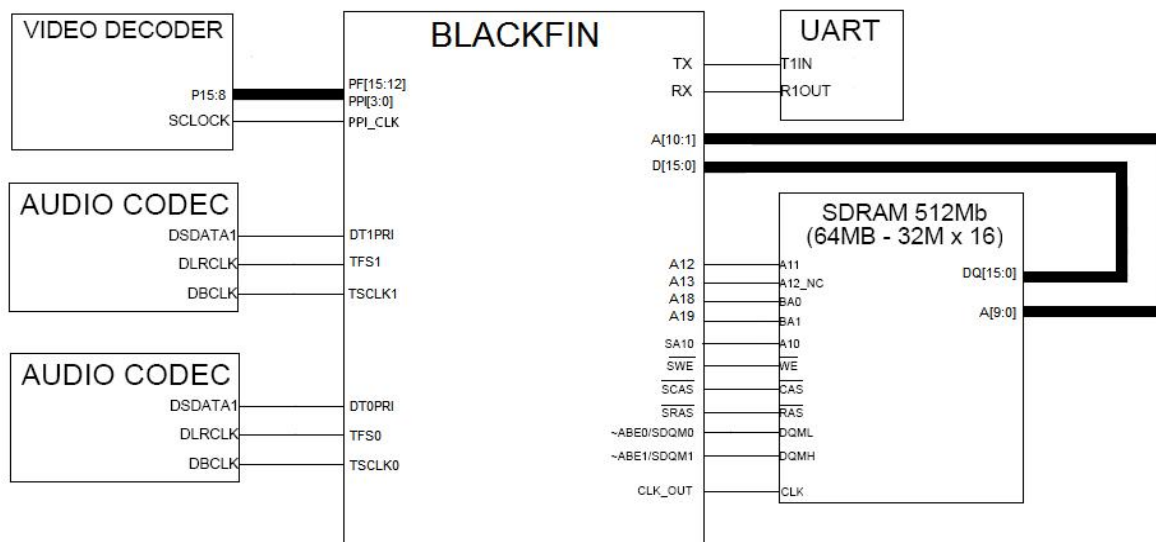 VIDEO DECODER
P15:8
SCLOCK
AUDIO CODEC
DSDATA1
DLRCLK
DBCLK
AUDIO CODEC
DSDATA1
DLRCLK
DBCLK
BLACKFIN
PF[15:12]
PPI[3:0]
PPI_CLK
DT1PRI
TFS1
TSCLK1
DT0PRI
TFS0
TSCLK0
TX
RX
A[10:1]
D[15:0]
A12
A13
A18
A19
SA10
SWE
SCAS
SRAS
~ABE0/SDQM0
~ABE1/SDQM1
CLK_OUT
UART
T1IN
R1OUT
SDRAM 512Mb
(64MB - 32M x 16)
A11
A12_NC
BA0
BA1
A10
WE
CAS
RAS
DQML
DQMH
CLK
DQ[15:0]
A[9:0]